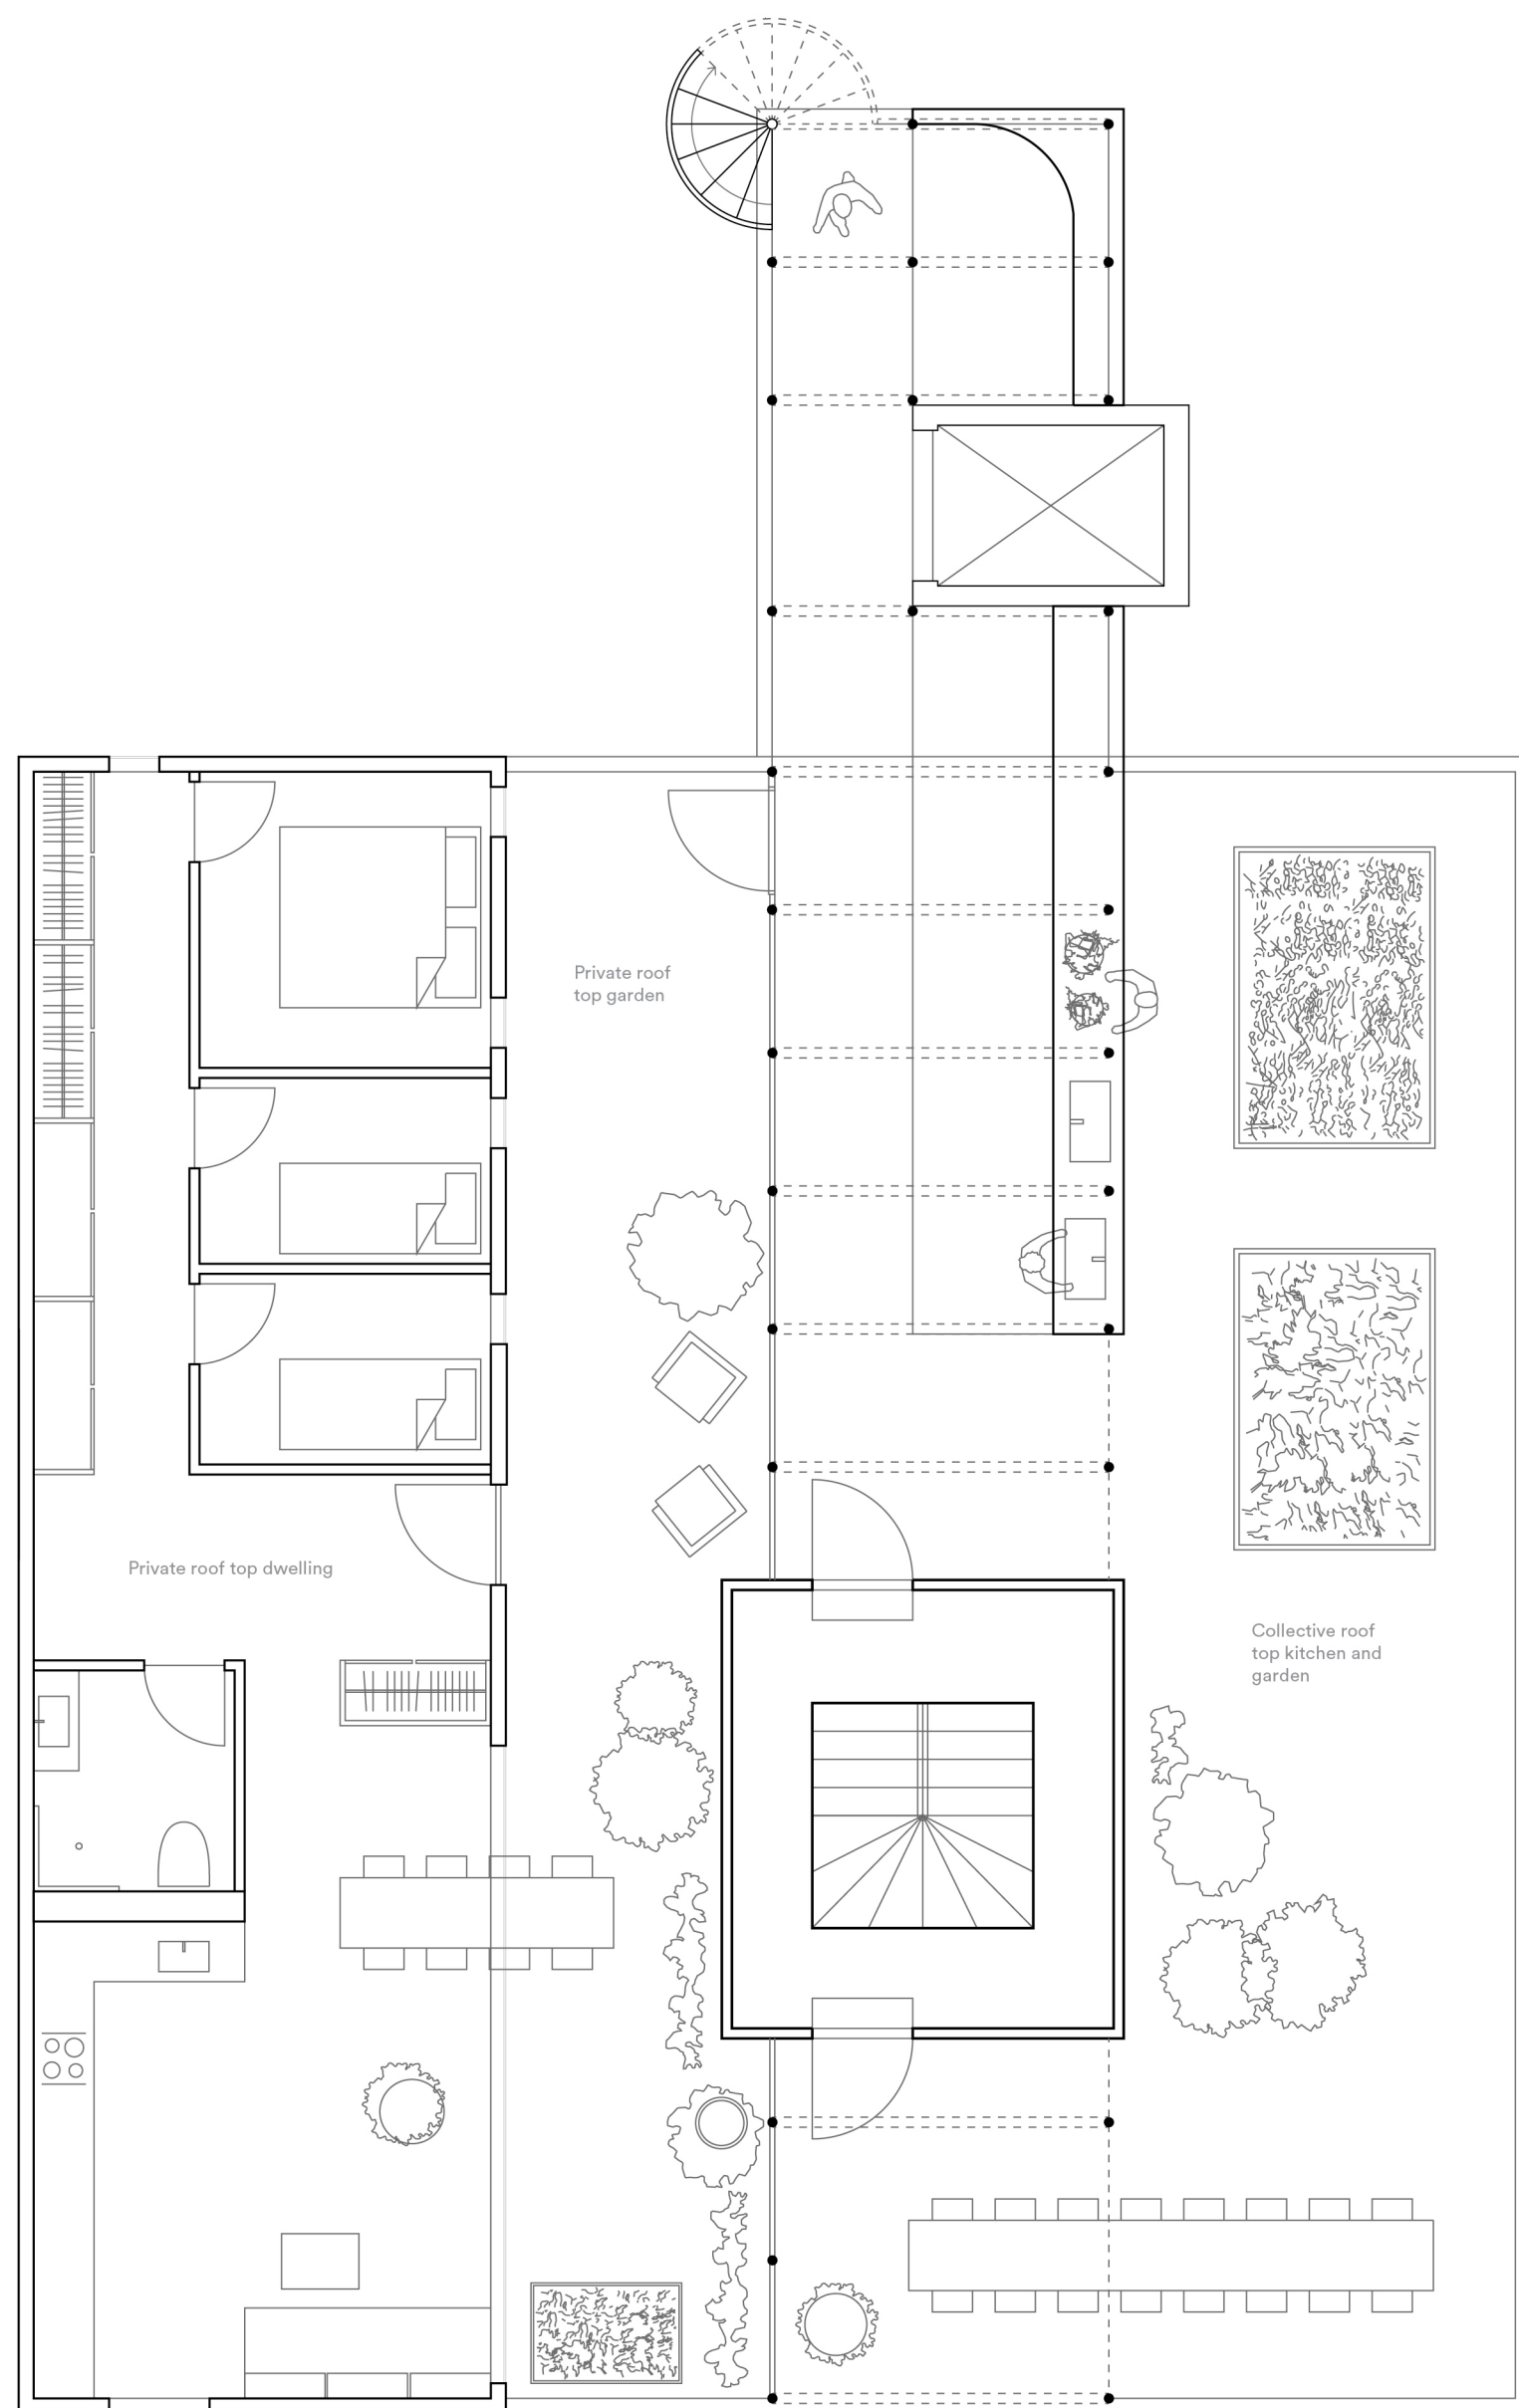 Private roof
top garden
Private roof top dwelling
Collective roof
top kitchen and
garden